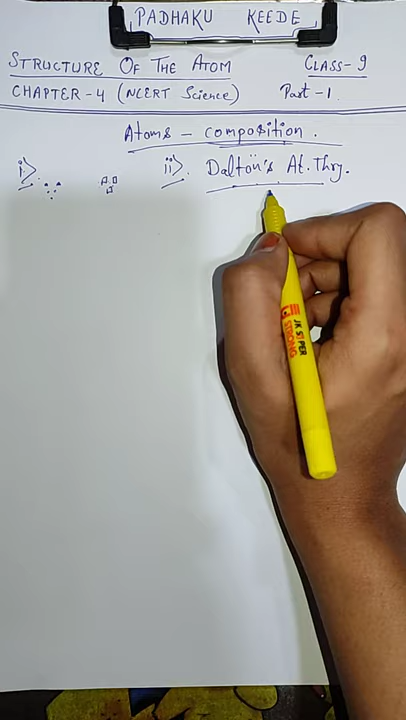 PADHAKU KEEDE
STRUCTURE OF THE ATOM
CLASS-9
CHAPTER-4 (NCERT Science)
Part-1.
Atoms - composition.
i>
ii>. Dalton's At. Thry.
JK SUPER
STRONG